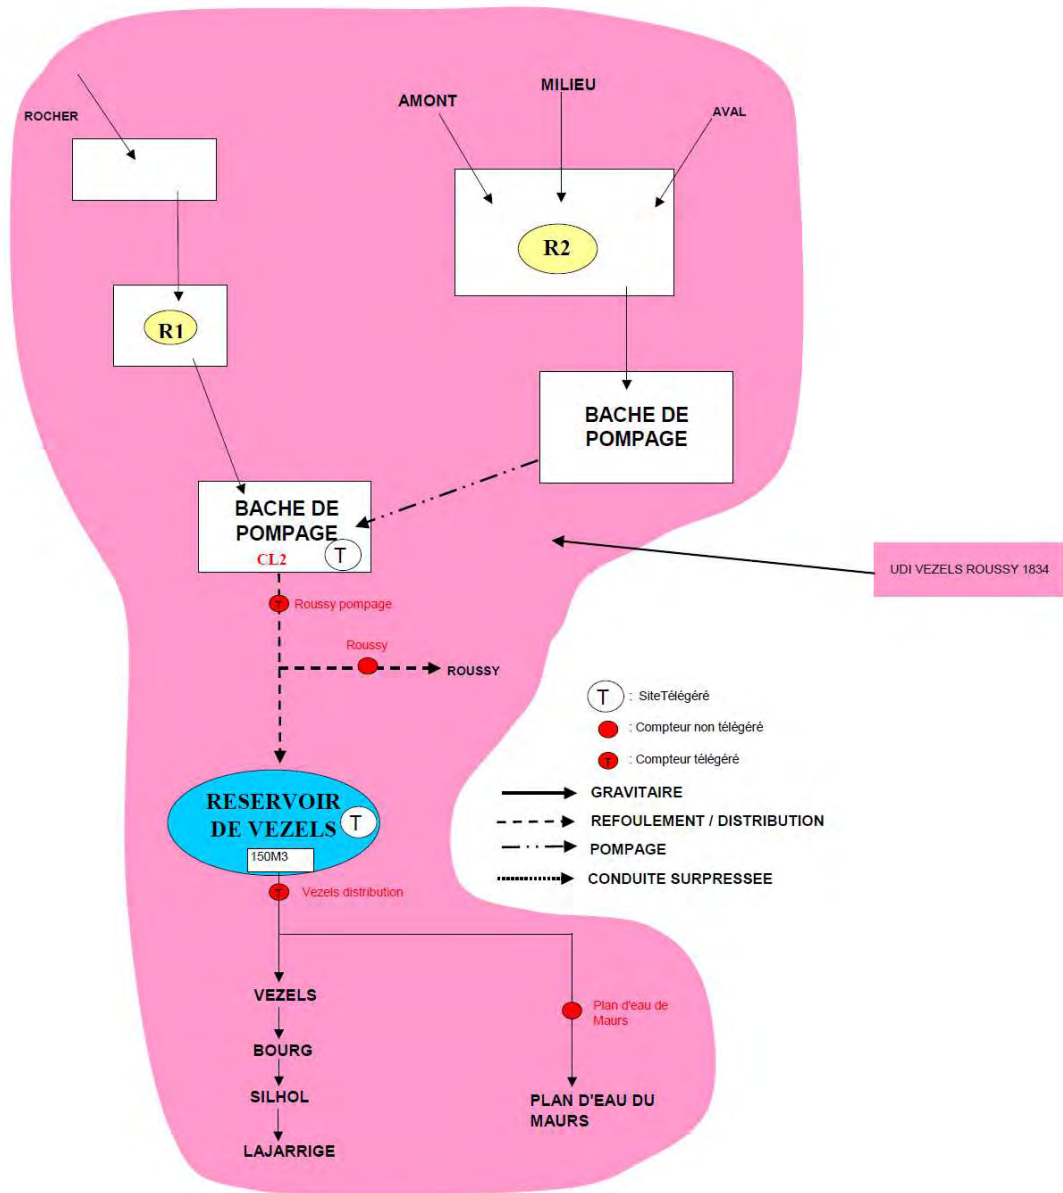 MILIEU
AMONT
AVAL
ROCHER
R2
R1
BACHE DE
POMPAGE
BACHE DE
POMPAGE
T
CL2
UDI VEZELS ROUSSY 1834
T
Roussy pompage
Roussy
ROUSSY
T
: SiteTélégéré
: Compteur non télégéré
T
: Compteur télégéré
GRAVITAIRE
REFOULEMENT / DISTRIBUTION
POMPAGE
CONDUITE SURPRESSEE
RESERVOIR
DE VEZELS
T
150M3
T
Vezels distribution
VEZELS
BOURG
SILHOL
LAJARRIGE
Plan d'eau de
Maurs
PLAN D'EAU DU
MAURS